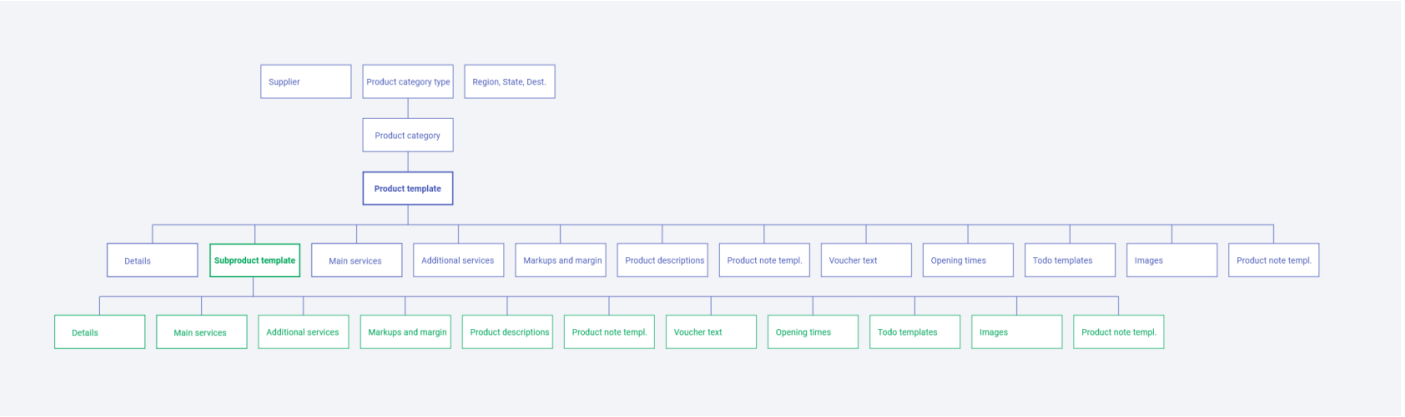 Supplier
Product category type
Region, State, Dest.
Product category
Product template
Details
Subproduct template
Main services
Additional services
Markups and margin
Product descriptions
Product note templ.
Voucher text
Opening times
Todo templates
Images
Product note templ.
Details
Main services
Additional services
Markups and margin
Product descriptions
Product note templ.
Voucher text
Opening times
Todo templates
Images
Product note templ.